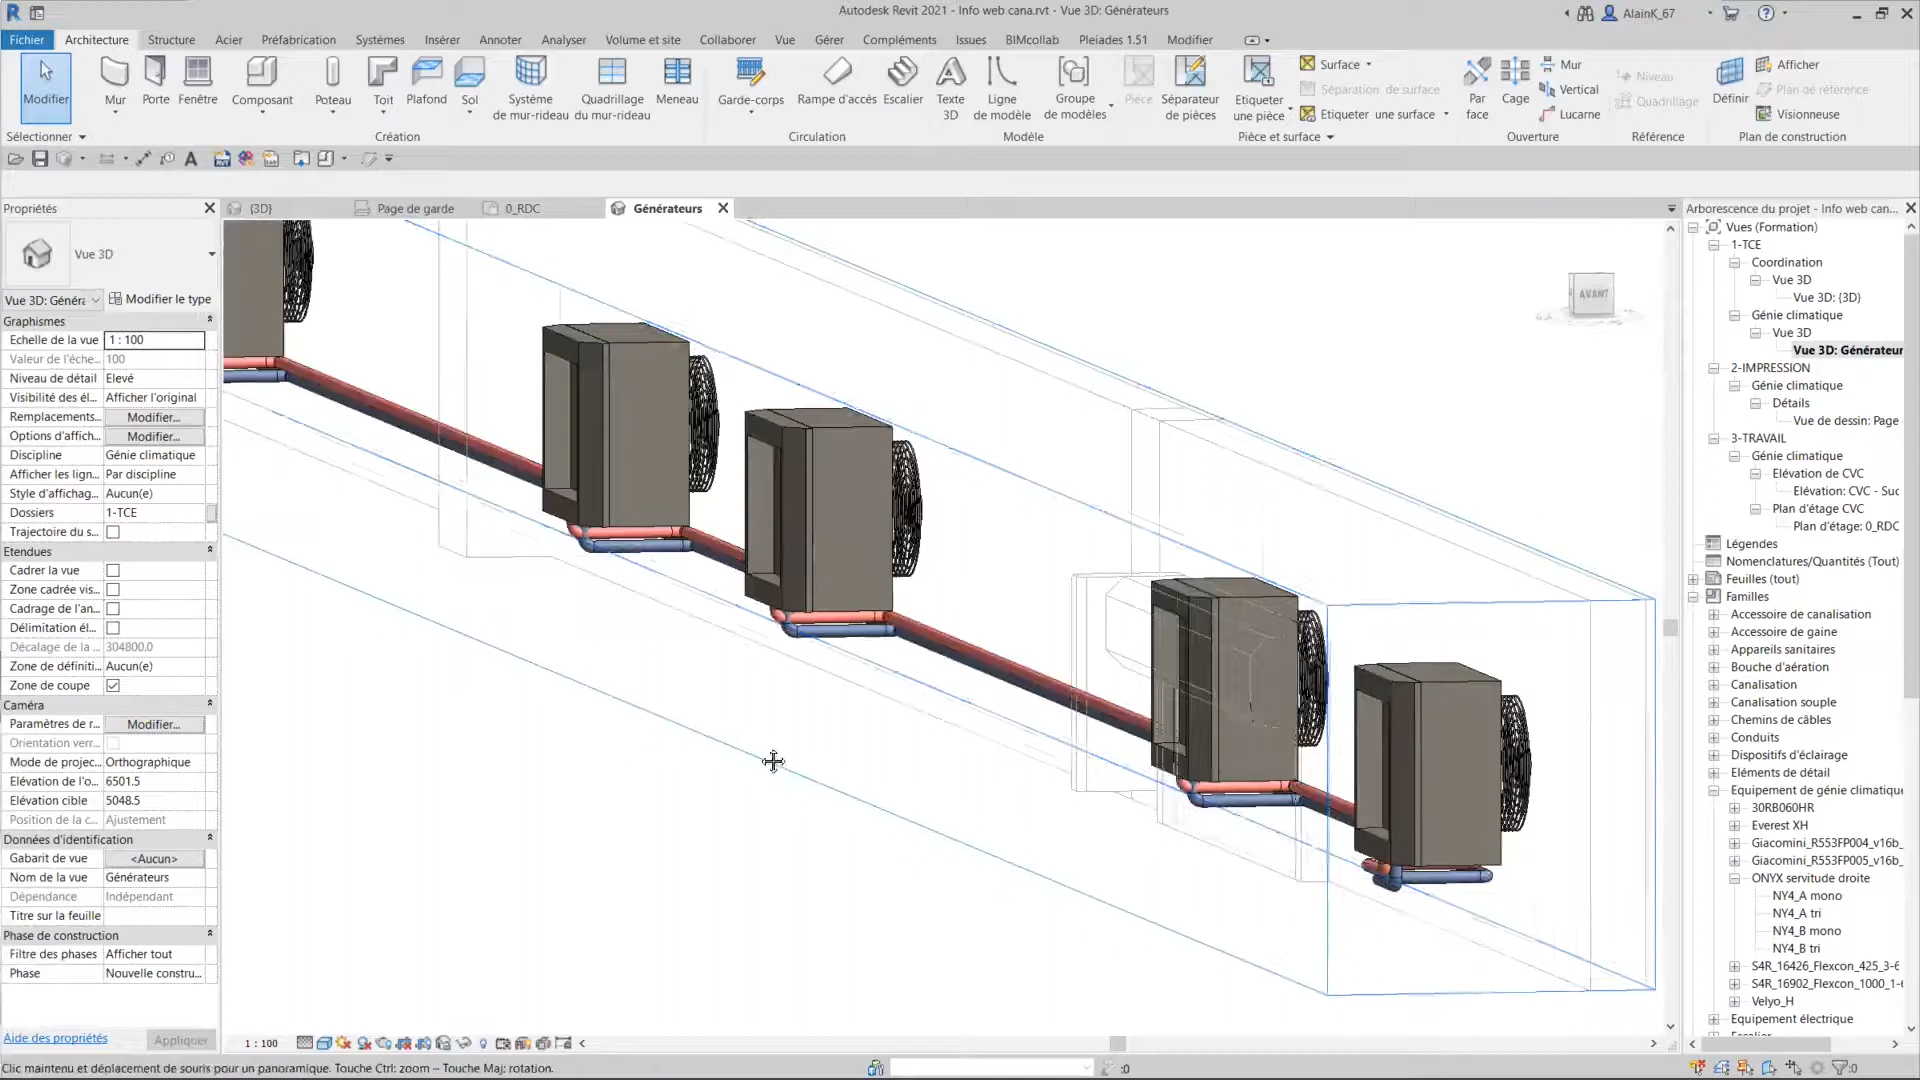 Autodesk Revit 2021 - Info web cana.rvt - Vue 3D: Générateurs
AlainK_67
Fichier Architecture Structure Acier Préfabrication Systèmes Insérer Annoter Analyser Volume et site Collaborer Vue Gérer Compléments Issues BIMcollab Pleiades 1.51 Modifier
Modifier
Mur
Porte
Fenêtre
Composant
Poteau
Toit
Plafond
Sol
Système
de mur-rideau
Quadrillage
du mur-rideau
Meneau
Garde-corps
Rampe d'accès
Escalier
Texte
3D
Ligne
de modèle
Groupe
de modèles
Pièce
Séparateur
de pièces
Etiqueter
une pièce
Surface
Séparation de surface
Etiqueter une surface
Par
face
Cage
Mur
Vertical
Lucarne
Niveau
Quadrillage
Définir
Afficher
Plan de référence
Visionneuse
Sélectionner
Création
Circulation
Modèle
Pièce et surface
Ouverture
Référence
Plan de construction
Propriétés
{3D}
Page de garde
0_RDC
Générateurs
Arborescence du projet - Info web can...
Vue 3D
Vue 3D: Généra
Modifier le type
Graphismes
Echelle de la vue 1 : 100
Valeur de l'éche... 100
Niveau de détail Elevé
Visibilité des él... Afficher l'original
Remplacements... Modifier...
Options d'affich... Modifier...
Discipline Génie climatique
Afficher les lign... Par discipline
Style d'affichag... Aucun(e)
Dossiers 1-TCE
Trajectoire du s...
Etendues
Cadrer la vue
Zone cadrée vis...
Cadrage de l'an...
Délimitation él...
Décalage de la ... 304800.0
Zone de définiti... Aucun(e)
Zone de coupe
Caméra
Paramètres de r... Modifier...
Orientation verr...
Mode de projec... Orthographique
Elévation de l'o... 6501.5
Elévation cible 5048.5
Position de la c... Ajustement
Données d'identification
Gabarit de vue <Aucun>
Nom de la vue Générateurs
Dépendance Indépendant
Titre sur la feuille
Phase de construction
Filtre des phases Afficher tout
Phase Nouvelle constru...
Aide des propriétés
Appliquer
AVANT
Vues (Formation)
1-TCE
Coordination
Vue 3D
Vue 3D: {3D}
Génie climatique
Vue 3D
Vue 3D: Générateur
2-IMPRESSION
Génie climatique
Détails
Vue de dessin: Page
3-TRAVAIL
Génie climatique
Elévation de CVC
Elévation: CVC - Suc
Plan d'étage CVC
Plan d'étage: 0_RDC
Légendes
Nomenclatures/Quantités (Tout)
Feuilles (tout)
Familles
Accessoire de canalisation
Accessoire de gaine
Appareils sanitaires
Bouche d'aération
Canalisation
Canalisation souple
Chemins de câbles
Conduits
Dispositifs d'éclairage
Eléments de détail
Equipement de génie climatique
30RB060HR
Everest XH
Giacomini_R553FP004_v16b_
Giacomini_R553FP005_v16b_
ONYX servitude droite
NY4_A mono
NY4_A tri
NY4_B mono
NY4_B tri
S4R_16426_Flexcon_425_3-6
S4R_16902_Flexcon_1000_1-6
Velyo_H
Equipement électrique
1 : 100
Clic maintenu et déplacement de souris pour un panoramique. Touche Ctrl: zoom – Touche Maj: rotation.
:0
:0